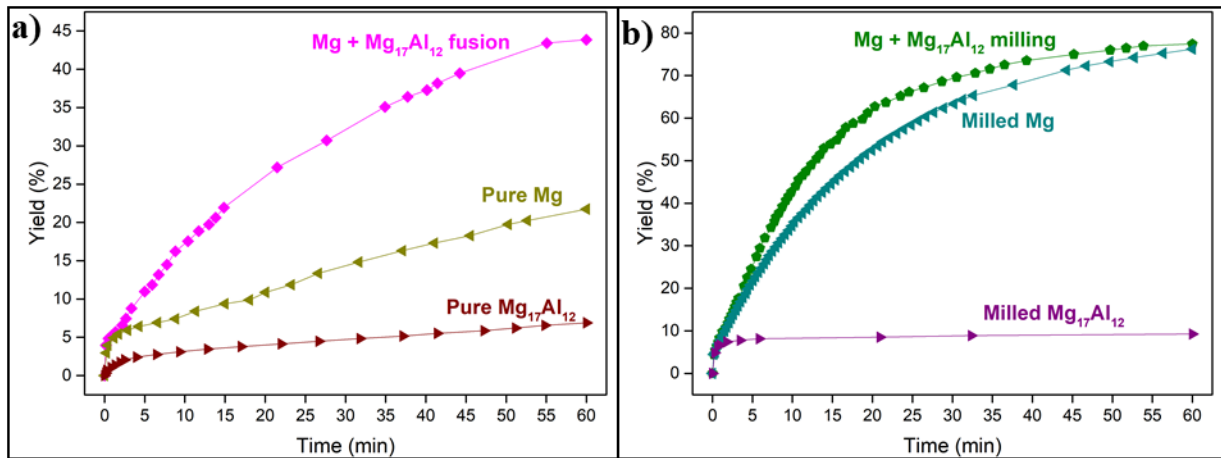 a)
Mg + Mg₁₇Al₁₂ fusion
Pure Mg
Pure Mg₁₇Al₁₂
45
40
35
30
25
20
15
10
5
0
Yield (%)
0 5 10 15 20 25 30 35 40 45 50 55 60
Time (min)
b)
Mg + Mg₁₇Al₁₂ milling
Milled Mg
Milled Mg₁₇Al₁₂
80
70
60
50
40
30
20
10
0
Yield (%)
0 5 10 15 20 25 30 35 40 45 50 55 60
Time (min)